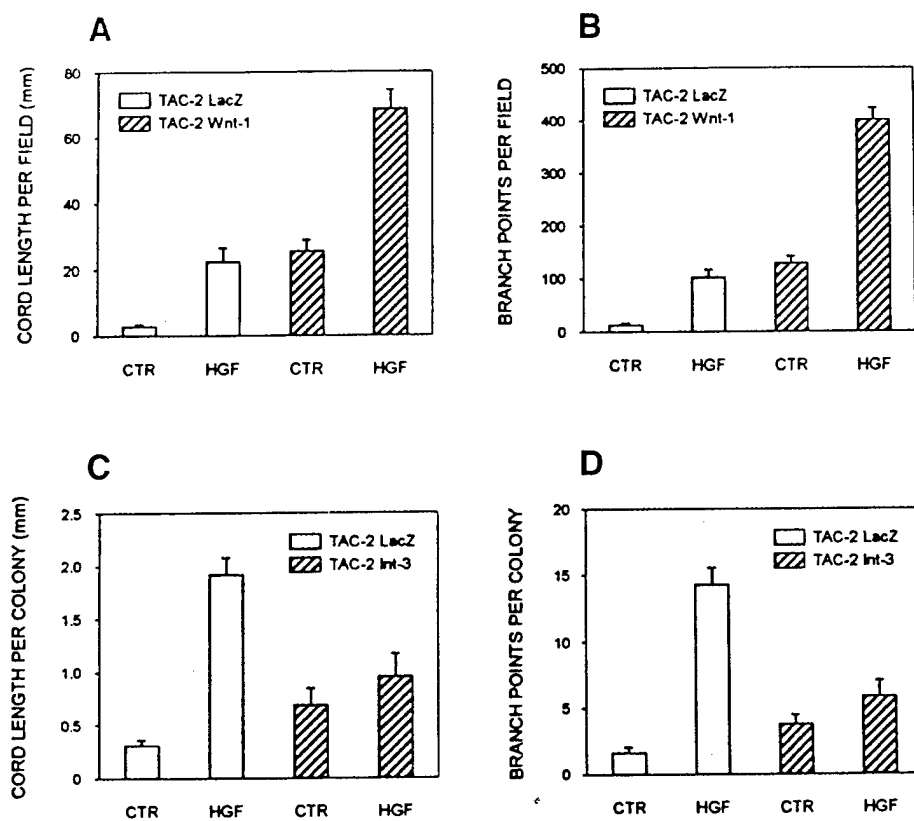 A
CORD LENGTH PER FIELD (mm)
80
60
40
20
0
TAC-2 LacZ
TAC-2 Wnt-1
CTR HGF CTR HGF
B
BRANCH POINTS PER FIELD
500
400
300
200
100
0
TAC-2 LacZ
TAC-2 Wnt-1
CTR HGF CTR HGF
C
CORD LENGTH PER COLONY (mm)
2.5
2.0
1.5
1.0
0.5
0
TAC-2 LacZ
TAC-2 Int-3
CTR HGF CTR HGF
D
BRANCH POINTS PER COLONY
20
15
10
5
0
TAC-2 LacZ
TAC-2 Int-3
CTR HGF CTR HGF